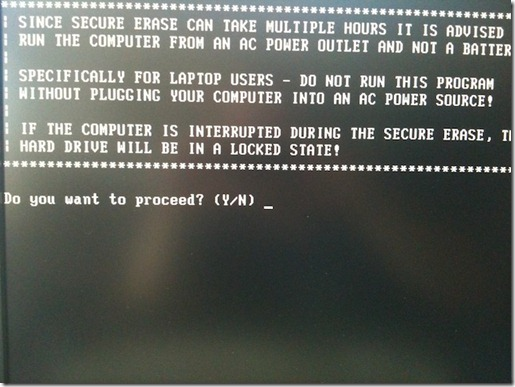 ************************************************************
| SINCE SECURE ERASE CAN TAKE MULTIPLE HOURS IT IS ADVISED
| RUN THE COMPUTER FROM AN AC POWER OUTLET AND NOT A BATTER
|
| SPECIFICALLY FOR LAPTOP USERS - DO NOT RUN THIS PROGRAM
| WITHOUT PLUGGING YOUR COMPUTER INTO AN AC POWER SOURCE!
|
| IF THE COMPUTER IS INTERRUPTED DURING THE SECURE ERASE, TH
| HARD DRIVE WILL BE IN A LOCKED STATE!
************************************************************
Do you want to proceed? (Y/N) _